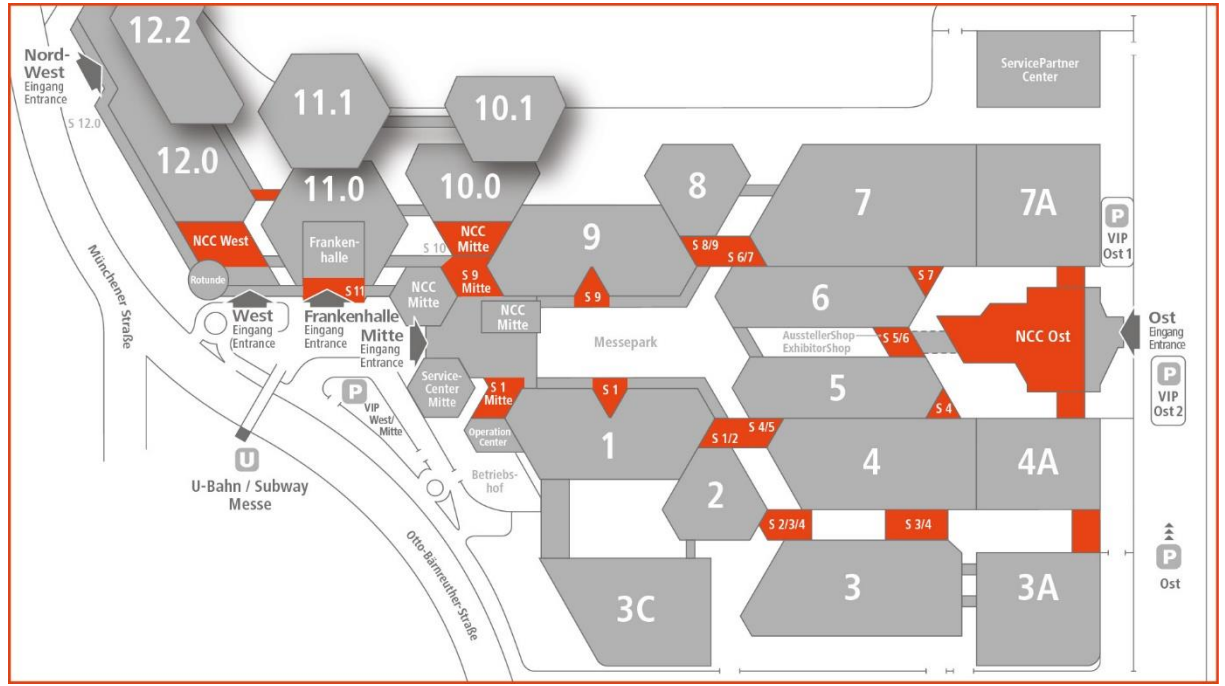 12.2
Nord-
West
Eingang
Entrance
S 12.0
12.0
11.1
10.1
11.0
10.0
ServicePartner
Center
8
7
7A
P
VIP
Ost 1
NCC West
Franken-
halle
S 10
NCC
Mitte
9
S 8/9
S 6/7
Rotunde
S 11
NCC
Mitte
S 9
Mitte
S 9
6
S 7
Münchener Straße
West
Eingang
Entrance
Frankenhalle
Eingang
Entrance
Mitte
Eingang
Entrance
NCC
Mitte
Messepark
AusstellerShop
ExhibitorShop
S 5/6
NCC Ost
Ost
Eingang
Entrance
P
VIP
Ost 2
Service-
Center
Mitte
P
VIP
West/
Mitte
S 1
Mitte
S 1
5
S 4
Operation
Center
1
S 1/2
S 4/5
4
4A
U
U-Bahn / Subway
Messe
Betriebs-
hof
2
S 2/3/4
S 3/4
P
Ost
Otto-Bärnreuther-Straße
3C
3
3A